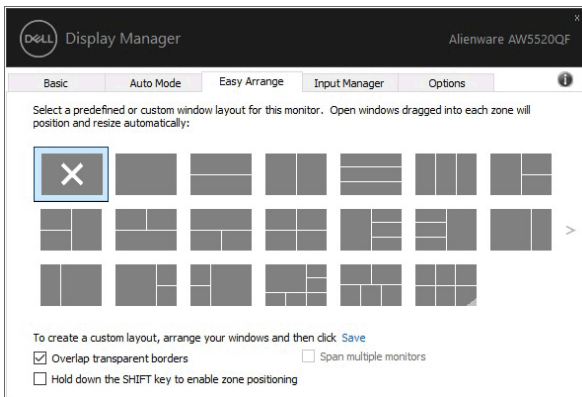 DELL Display Manager Alienware AW5520QF
Basic Auto Mode Easy Arrange Input Manager Options
Select a predefined or custom window layout for this monitor. Open windows dragged into each zone will
position and resize automatically:
To create a custom layout, arrange your windows and then click Save
Overlap transparent borders Span multiple monitors
Hold down the SHIFT key to enable zone positioning